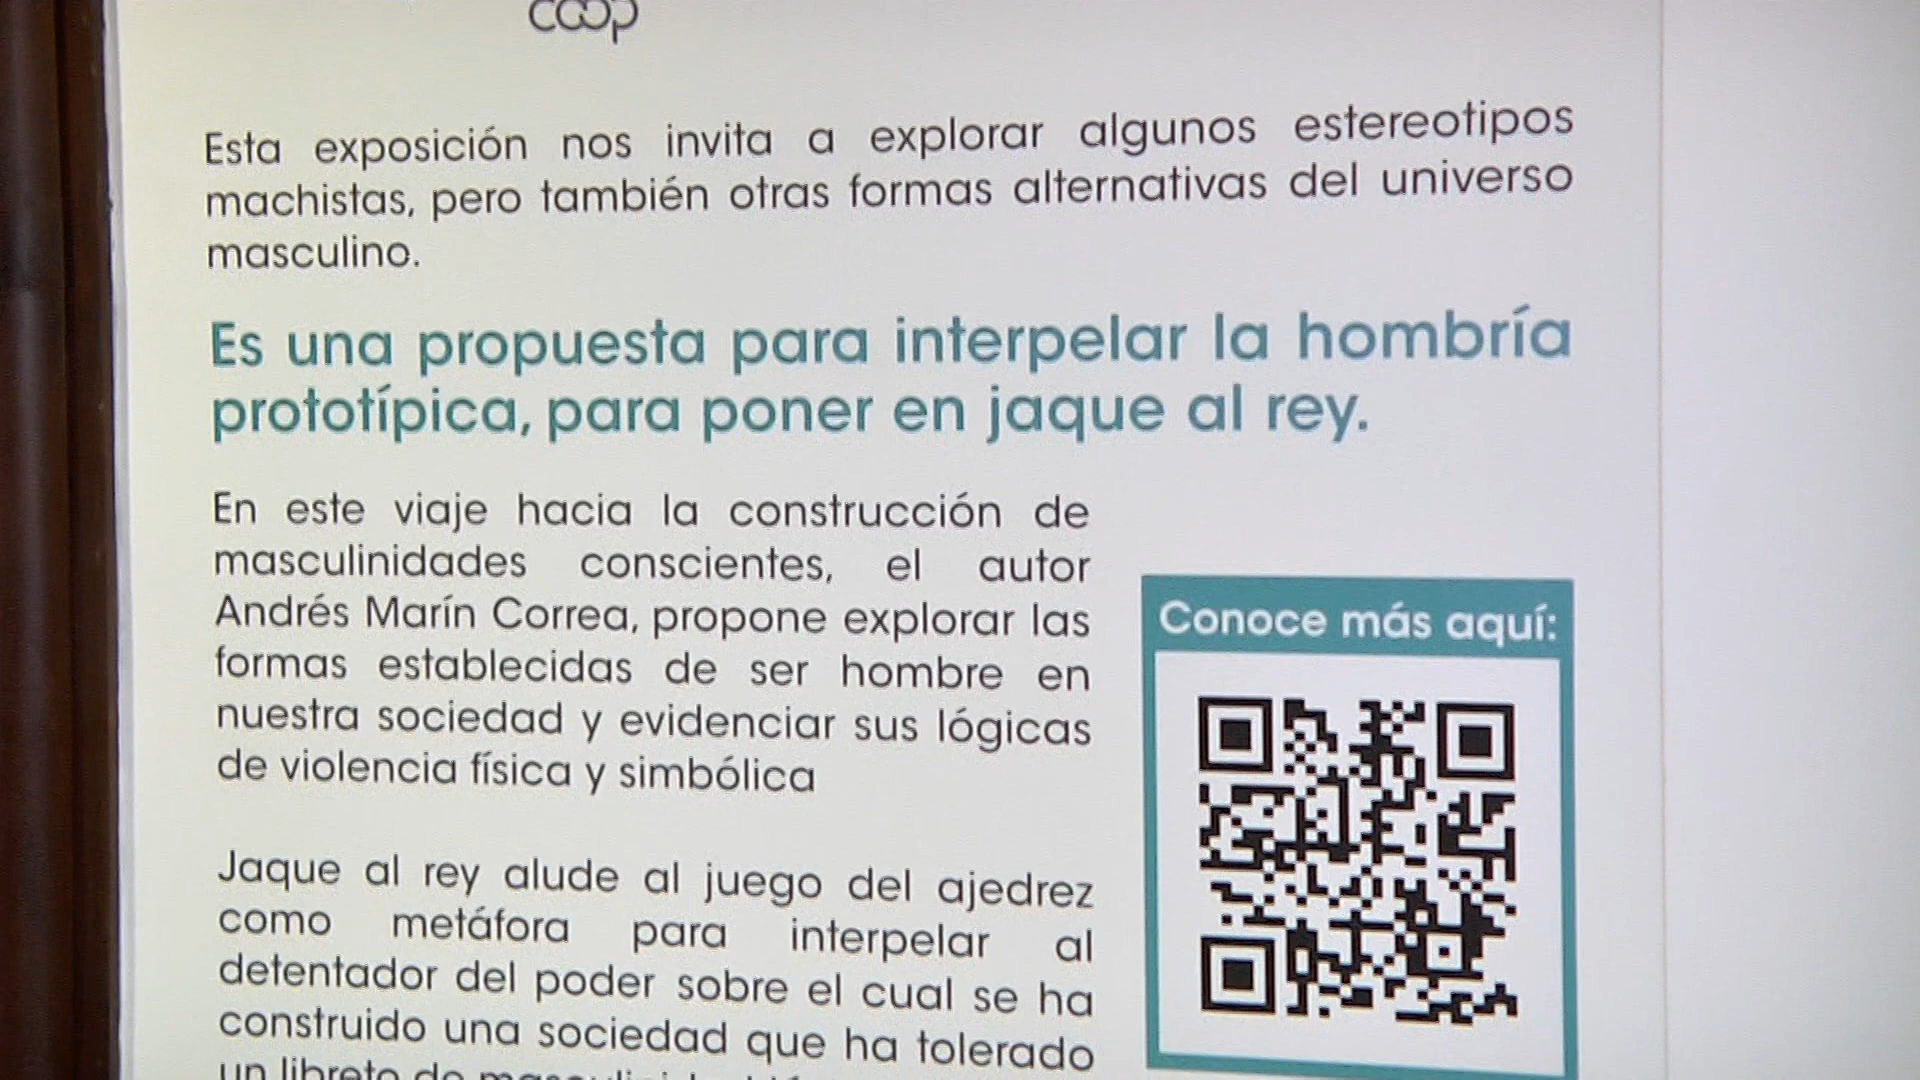 coop
Esta exposición nos invita a explorar algunos estereotipos
machistas, pero también otras formas alternativas del universo
masculino.
Es una propuesta para interpelar la hombría
prototípica, para poner en jaque al rey.
En este viaje hacia la construcción de
masculinidades conscientes, el autor
Andrés Marín Correa, propone explorar las
formas establecidas de ser hombre en
nuestra sociedad y evidenciar sus lógicas
de violencia física y simbólica
Conoce más aquí:
Jaque al rey alude al juego del ajedrez
como metáfora para interpelar al
detentador del poder sobre el cual se ha
construido una sociedad que ha tolerado
un libreto de